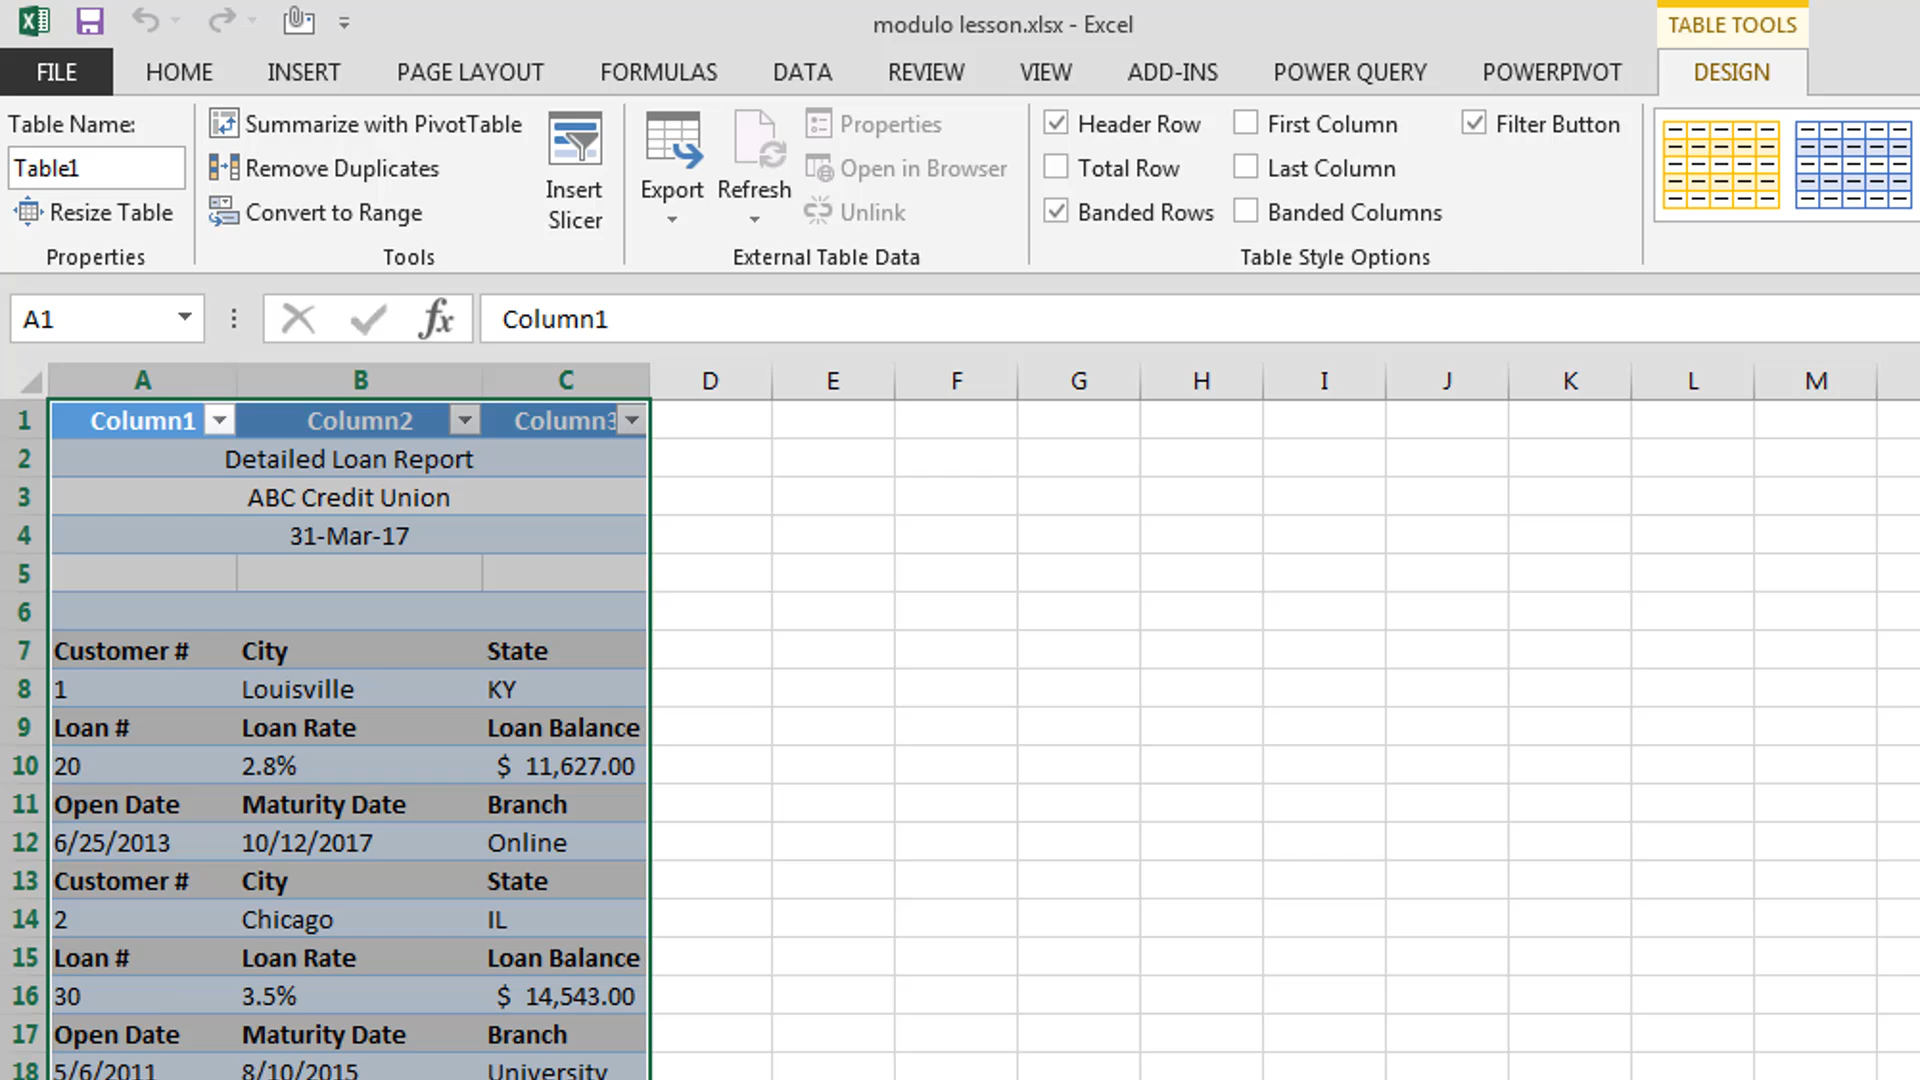 modulo lesson.xlsx - Excel
TABLE TOOLS
FILE HOME INSERT PAGE LAYOUT FORMULAS DATA REVIEW VIEW ADD-INS POWER QUERY POWERPIVOT DESIGN
Table Name:
Table1
Resize Table
Properties
Summarize with PivotTable
Remove Duplicates
Convert to Range
Insert
Slicer
Tools
Export
Refresh
Properties
Open in Browser
Unlink
External Table Data
Header Row
Total Row
Banded Rows
First Column
Last Column
Banded Columns
Filter Button
Table Style Options
A1 fx Column1
A B C D E F G H I J K L M
1 Column1 Column2 Column3
2 Detailed Loan Report
3 ABC Credit Union
4 31-Mar-17
5
6
7 Customer # City State
8 1 Louisville KY
9 Loan # Loan Rate Loan Balance
10 20 2.8% $ 11,627.00
11 Open Date Maturity Date Branch
12 6/25/2013 10/12/2017 Online
13 Customer # City State
14 2 Chicago IL
15 Loan # Loan Rate Loan Balance
16 30 3.5% $ 14,543.00
17 Open Date Maturity Date Branch
18 5/6/2011 8/10/2015 University